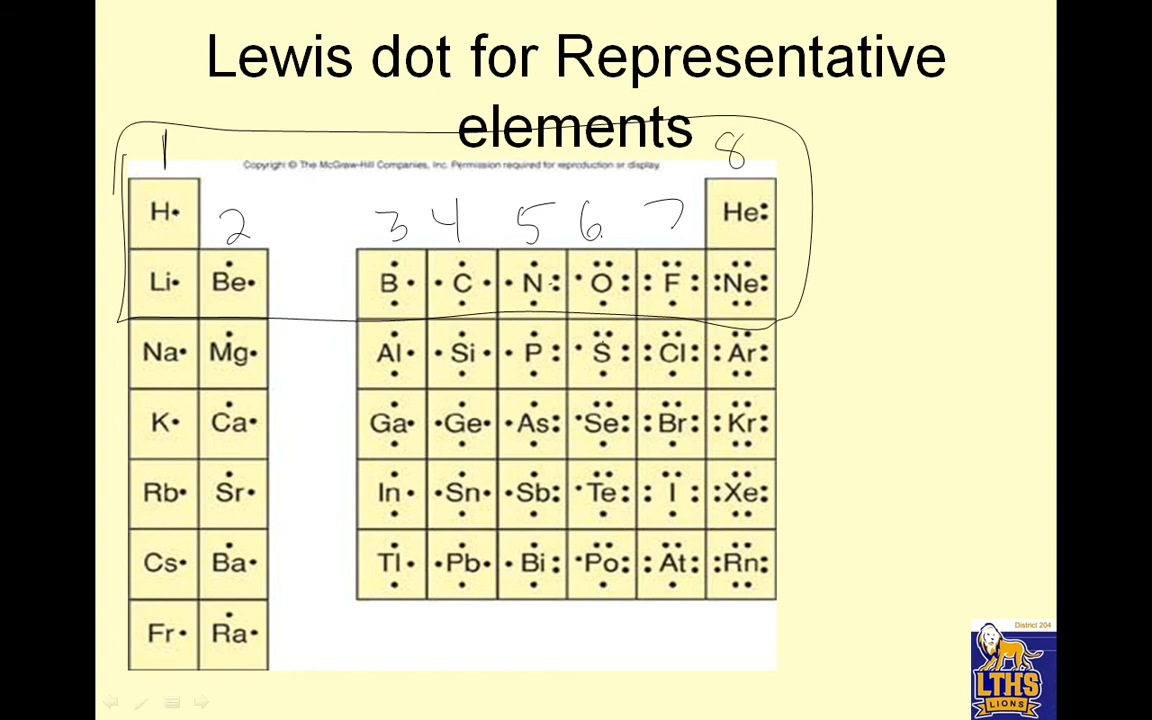 Lewis dot for Representative
elements
1 8
Copyright © The McGraw-Hill Companies, Inc. Permission required for reproduction or display.
H He
2 3 4 5 6 7
Li Be B C N O F Ne
Na Mg Al Si P S Cl Ar
K Ca Ga Ge As Se Br Kr
Rb Sr In Sn Sb Te I Xe
Cs Ba Tl Pb Bi Po At Rn
Fr Ra
District 204
LTHS
LIONS